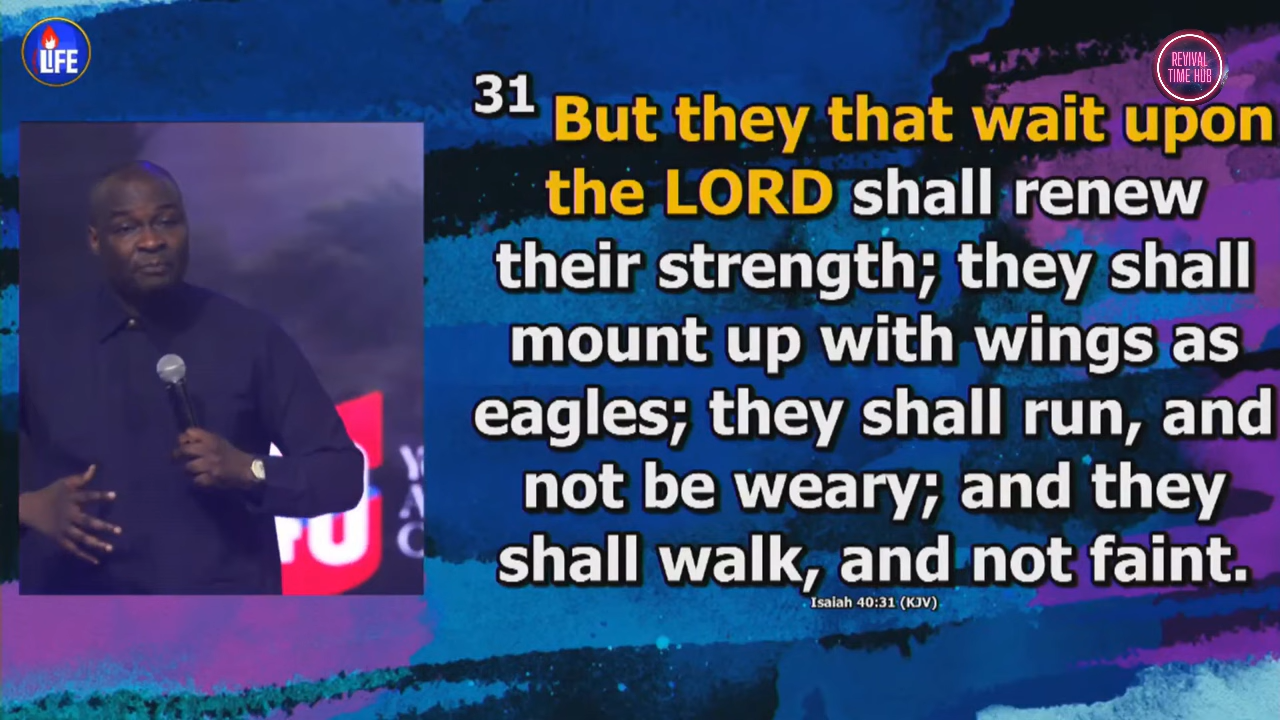 LIFE
REVIVAL
TIME HUB
31 But they that wait upon
the LORD shall renew
their strength; they shall
mount up with wings as
eagles; they shall run, and
not be weary; and they
shall walk, and not faint.
Isaiah 40:31 (KJV)